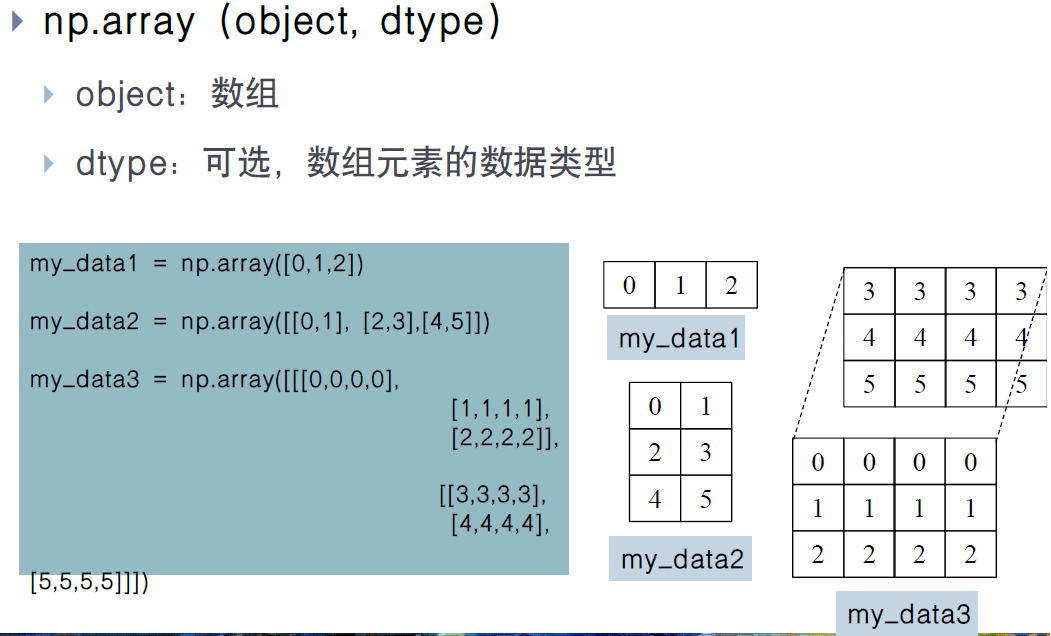 np.array (object, dtype)
object: 数组
dtype: 可选, 数组元素的数据类型
my_data1 = np.array([0,1,2])
my_data2 = np.array([[0,1], [2,3],[4,5]])
my_data3 = np.array([[[0,0,0,0],
[1,1,1,1],
[2,2,2,2]],
[[3,3,3,3],
[4,4,4,4],
[5,5,5,5]]])
0 1 2
my_data1
0 1
2 3
4 5
my_data2
3 3 3 3
4 4 4 4
5 5 5 5
0 0 0 0
1 1 1 1
2 2 2 2
my_data3